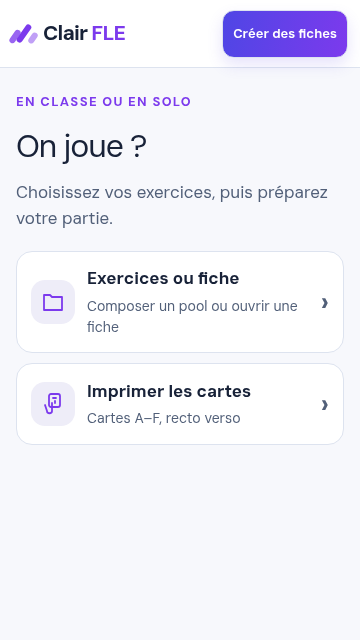 Clair FLE
Créer des fiches
EN CLASSE OU EN SOLO
On joue ?
Choisissez vos exercices, puis préparez
votre partie.
Exercices ou fiche
Composer un pool ou ouvrir une
fiche
›
Imprimer les cartes
Cartes A–F, recto verso
›